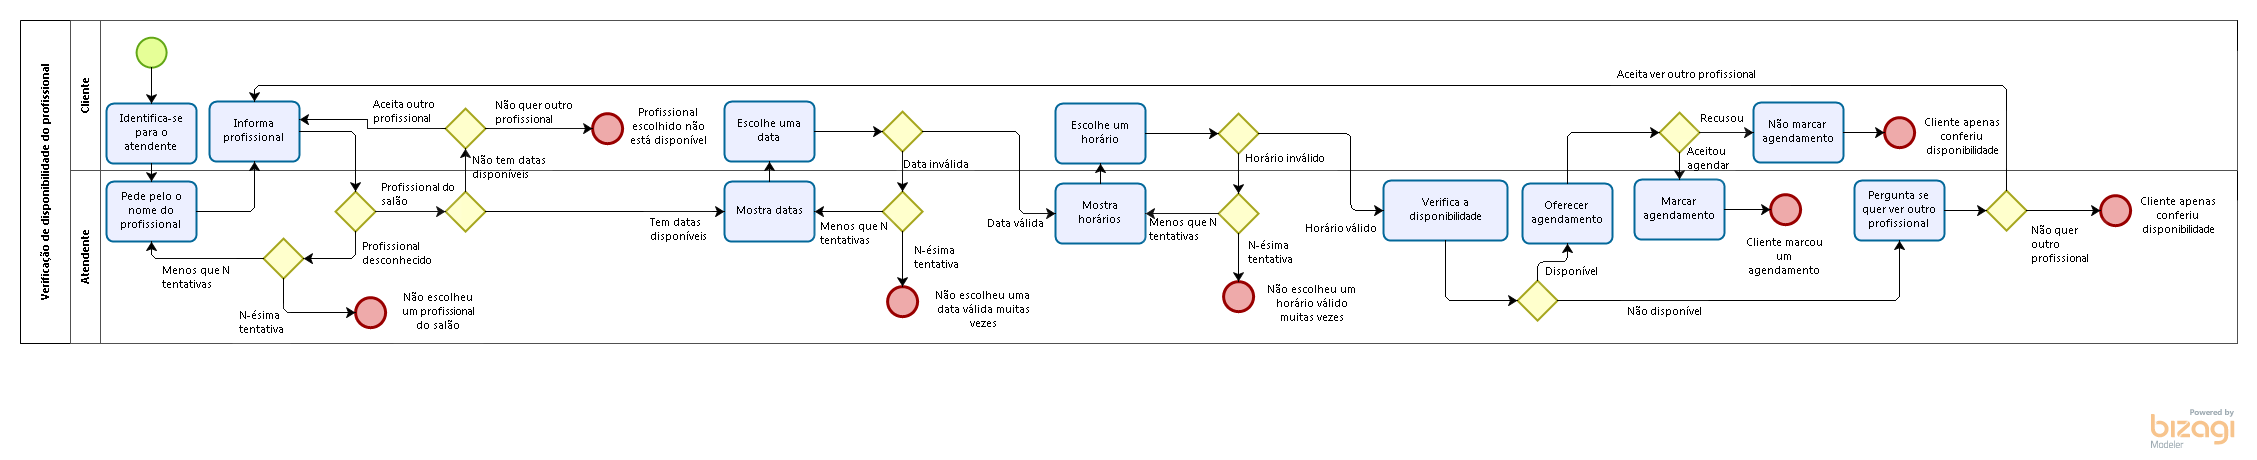 Verificação de disponibilidade do profissional
Cliente
Atendente
Identifica-se
para o
atendente
Pede pelo o
nome do
profissional
Informa
profissional
Aceita outro
profissional
Não quer outro
profissional
Profissional
escolhido não
está disponível
Não tem datas
disponíveis
Profissional do
salão
Profissional
desconhecido
Menos que N
tentativas
N-ésima
tentativa
Não escolheu
um profissional
do salão
Tem datas
disponíveis
Escolhe uma
data
Mostra datas
Data inválida
Menos que N
tentativas
N-ésima
tentativa
Não escolheu uma
data válida muitas
vezes
Data válida
Escolhe um
horário
Mostra
horários
Horário inválido
Menos que N
tentativas
N-ésima
tentativa
Não escolheu um
horário válido
muitas vezes
Horário válido
Verifica a
disponibilidade
Disponível
Não disponível
Oferecer
agendamento
Recusou
Aceitou
agendar
Não marcar
agendamento
Cliente apenas
conferiu
disponibilidade
Marcar
agendamento
Cliente marcou
um
agendamento
Pergunta se
quer ver outro
profissional
Aceita ver outro profissional
Não quer
outro
profissional
Cliente apenas
conferiu
disponibilidade
Powered by
bizagi
Modeler